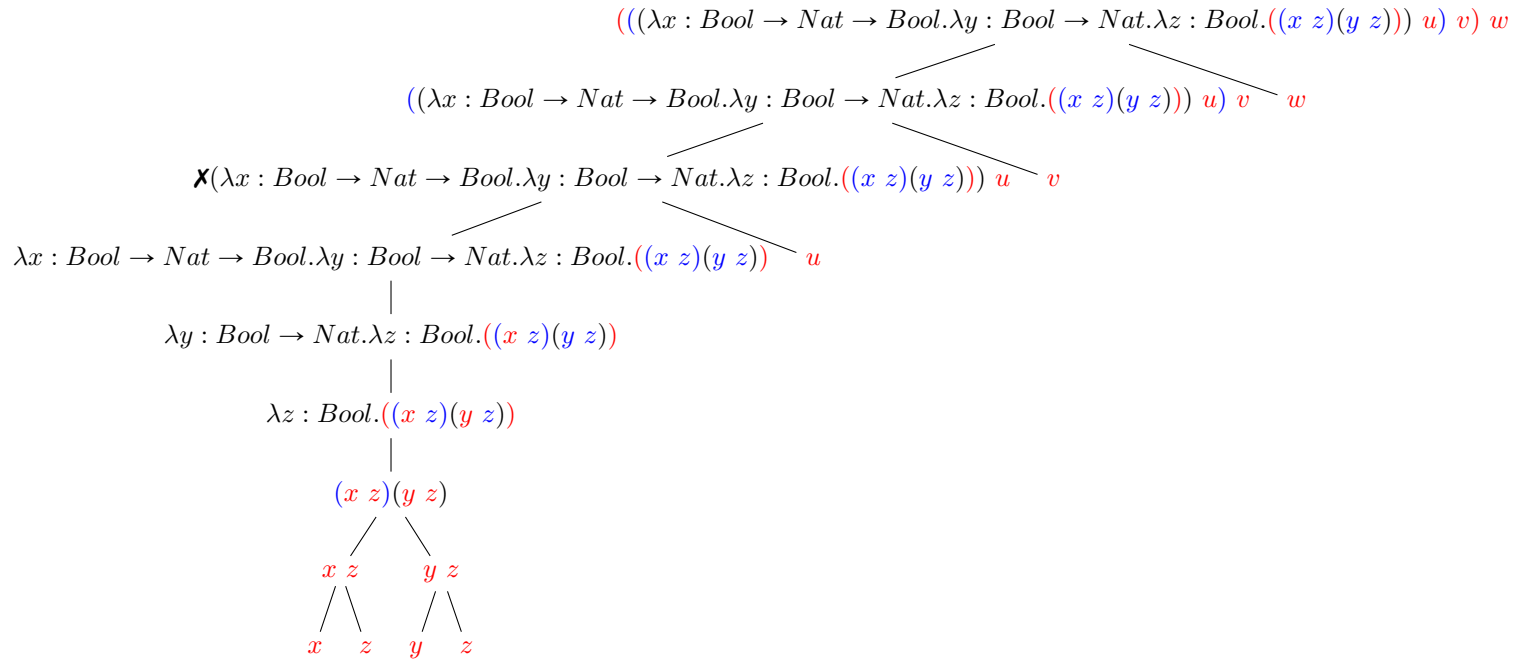 (((λx : Bool → Nat → Bool.λy : Bool → Nat.λz : Bool.((x z)(y z))) u) v) w
((λx : Bool → Nat → Bool.λy : Bool → Nat.λz : Bool.((x z)(y z))) u) v w
✗(λx : Bool → Nat → Bool.λy : Bool → Nat.λz : Bool.((x z)(y z))) u v
λx : Bool → Nat → Bool.λy : Bool → Nat.λz : Bool.((x z)(y z)) u
λy : Bool → Nat.λz : Bool.((x z)(y z))
λz : Bool.((x z)(y z))
(x z)(y z)
x z y z
x z y z